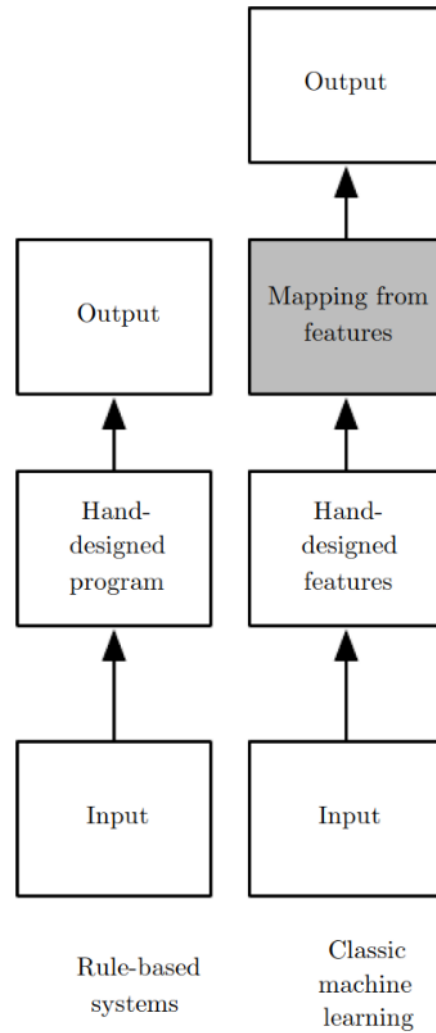 Output
Output
Mapping from
features
Hand-
designed
program
Hand-
designed
features
Input
Input
Rule-based
systems
Classic
machine
learning